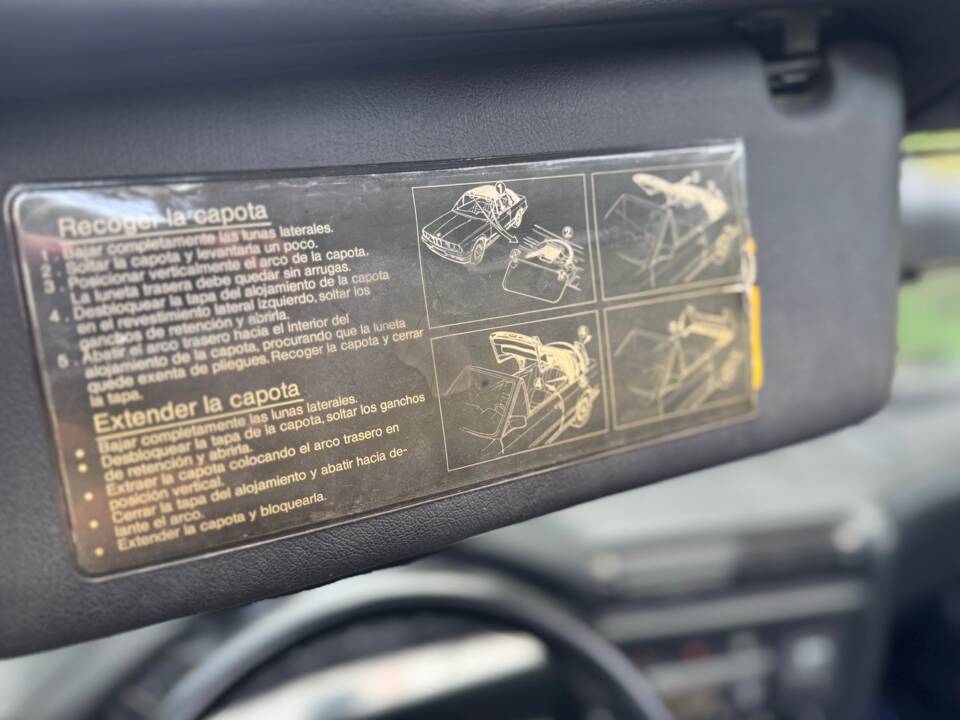 Recoger la capota
1. Bajar completamente las lunas laterales.
2. Soltar la capota y levantarla un poco.
3. Posicionar verticalmente el arco de la capota.
La luneta trasera debe quedar sin arrugas.
4. Desbloquear la tapa del alojamiento de la capota
en el revestimiento lateral izquierdo, soltar los
ganchos de retención y abrirla.
5. Abatir el arco trasero hacia el interior del
alojamiento de la capota, procurando que la luneta
quede exenta de pliegues. Recoger la capota y cerrar
la tapa.
Extender la capota
• Bajar completamente las lunas laterales.
• Desbloquear la tapa de la capota, soltar los ganchos
de retención y abrirla.
• Extraer la capota colocando el arco trasero en
posición vertical.
• Cerrar la tapa del alojamiento y abatir hacia de-
lante el arco.
• Extender la capota y bloquearla.
1
2